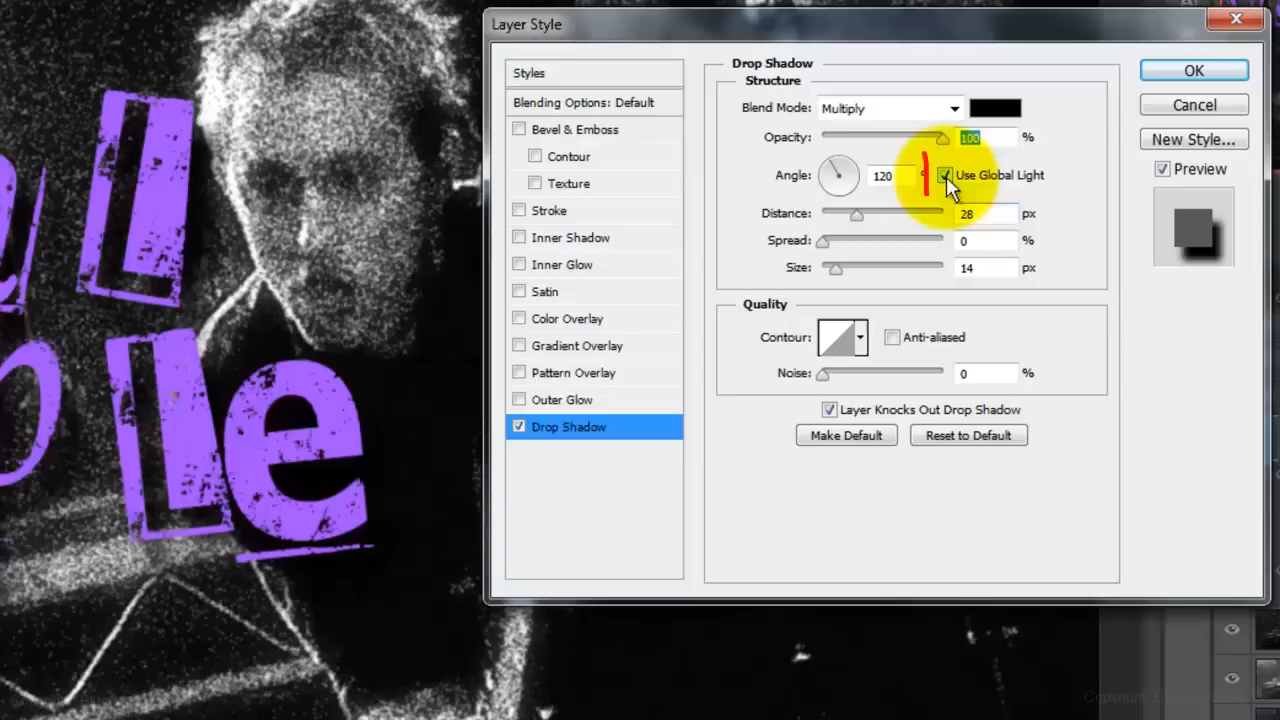 Layer Style
Styles
Blending Options: Default
Bevel & Emboss
Contour
Texture
Stroke
Inner Shadow
Inner Glow
Satin
Color Overlay
Gradient Overlay
Pattern Overlay
Outer Glow
Drop Shadow
Drop Shadow
Structure
Blend Mode: Multiply
Opacity: 100 %
Angle: 120 ° Use Global Light
Distance: 28 px
Spread: 0 %
Size: 14 px
Quality
Contour: Anti-aliased
Noise: 0 %
Layer Knocks Out Drop Shadow
Make Default Reset to Default
OK
Cancel
New Style...
Preview
l
le
Copyright